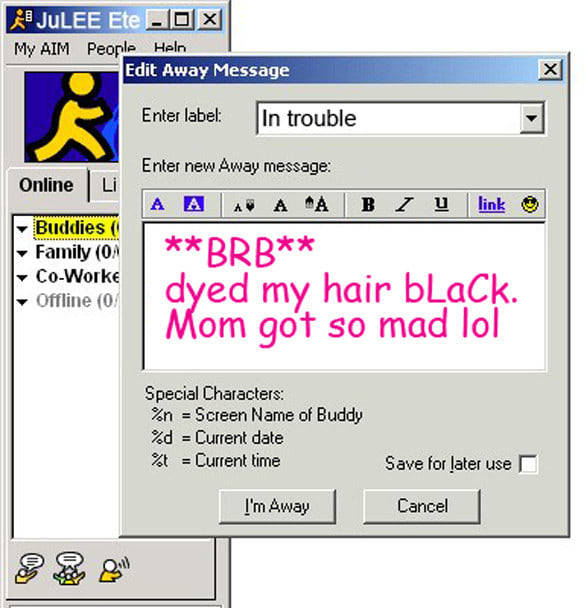 JuLEE Ete
My AIM People Help
Edit Away Message
Enter label:
In trouble
Enter new Away message:
Online
A A A A A B I U link
**BRB**
dyed my hair bLaCk.
Mom got so mad lol
Buddies (
Family (0/
Co-Worke
Offline (0/
Special Characters:
%n = Screen Name of Buddy
%d = Current date
%t = Current time
Save for later use
I'm Away
Cancel